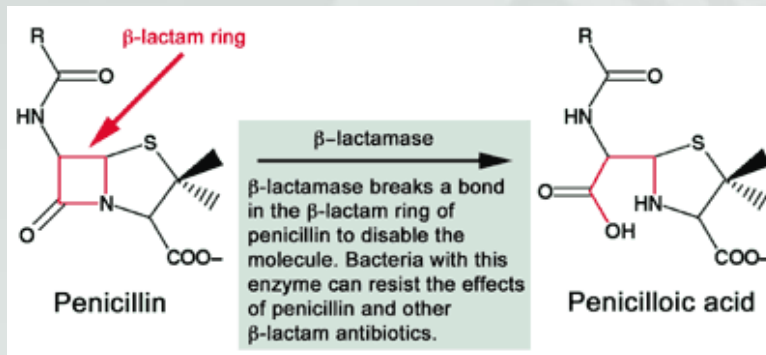 β-lactam ring
R
O
HN
S
N
O
COO–
Penicillin
β–lactamase
β-lactamase breaks a bond
in the β-lactam ring of
penicillin to disable the
molecule. Bacteria with this
enzyme can resist the effects
of penicillin and other
β-lactam antibiotics.
R
O
HN
S
O
HN
OH
COO–
Penicilloic acid